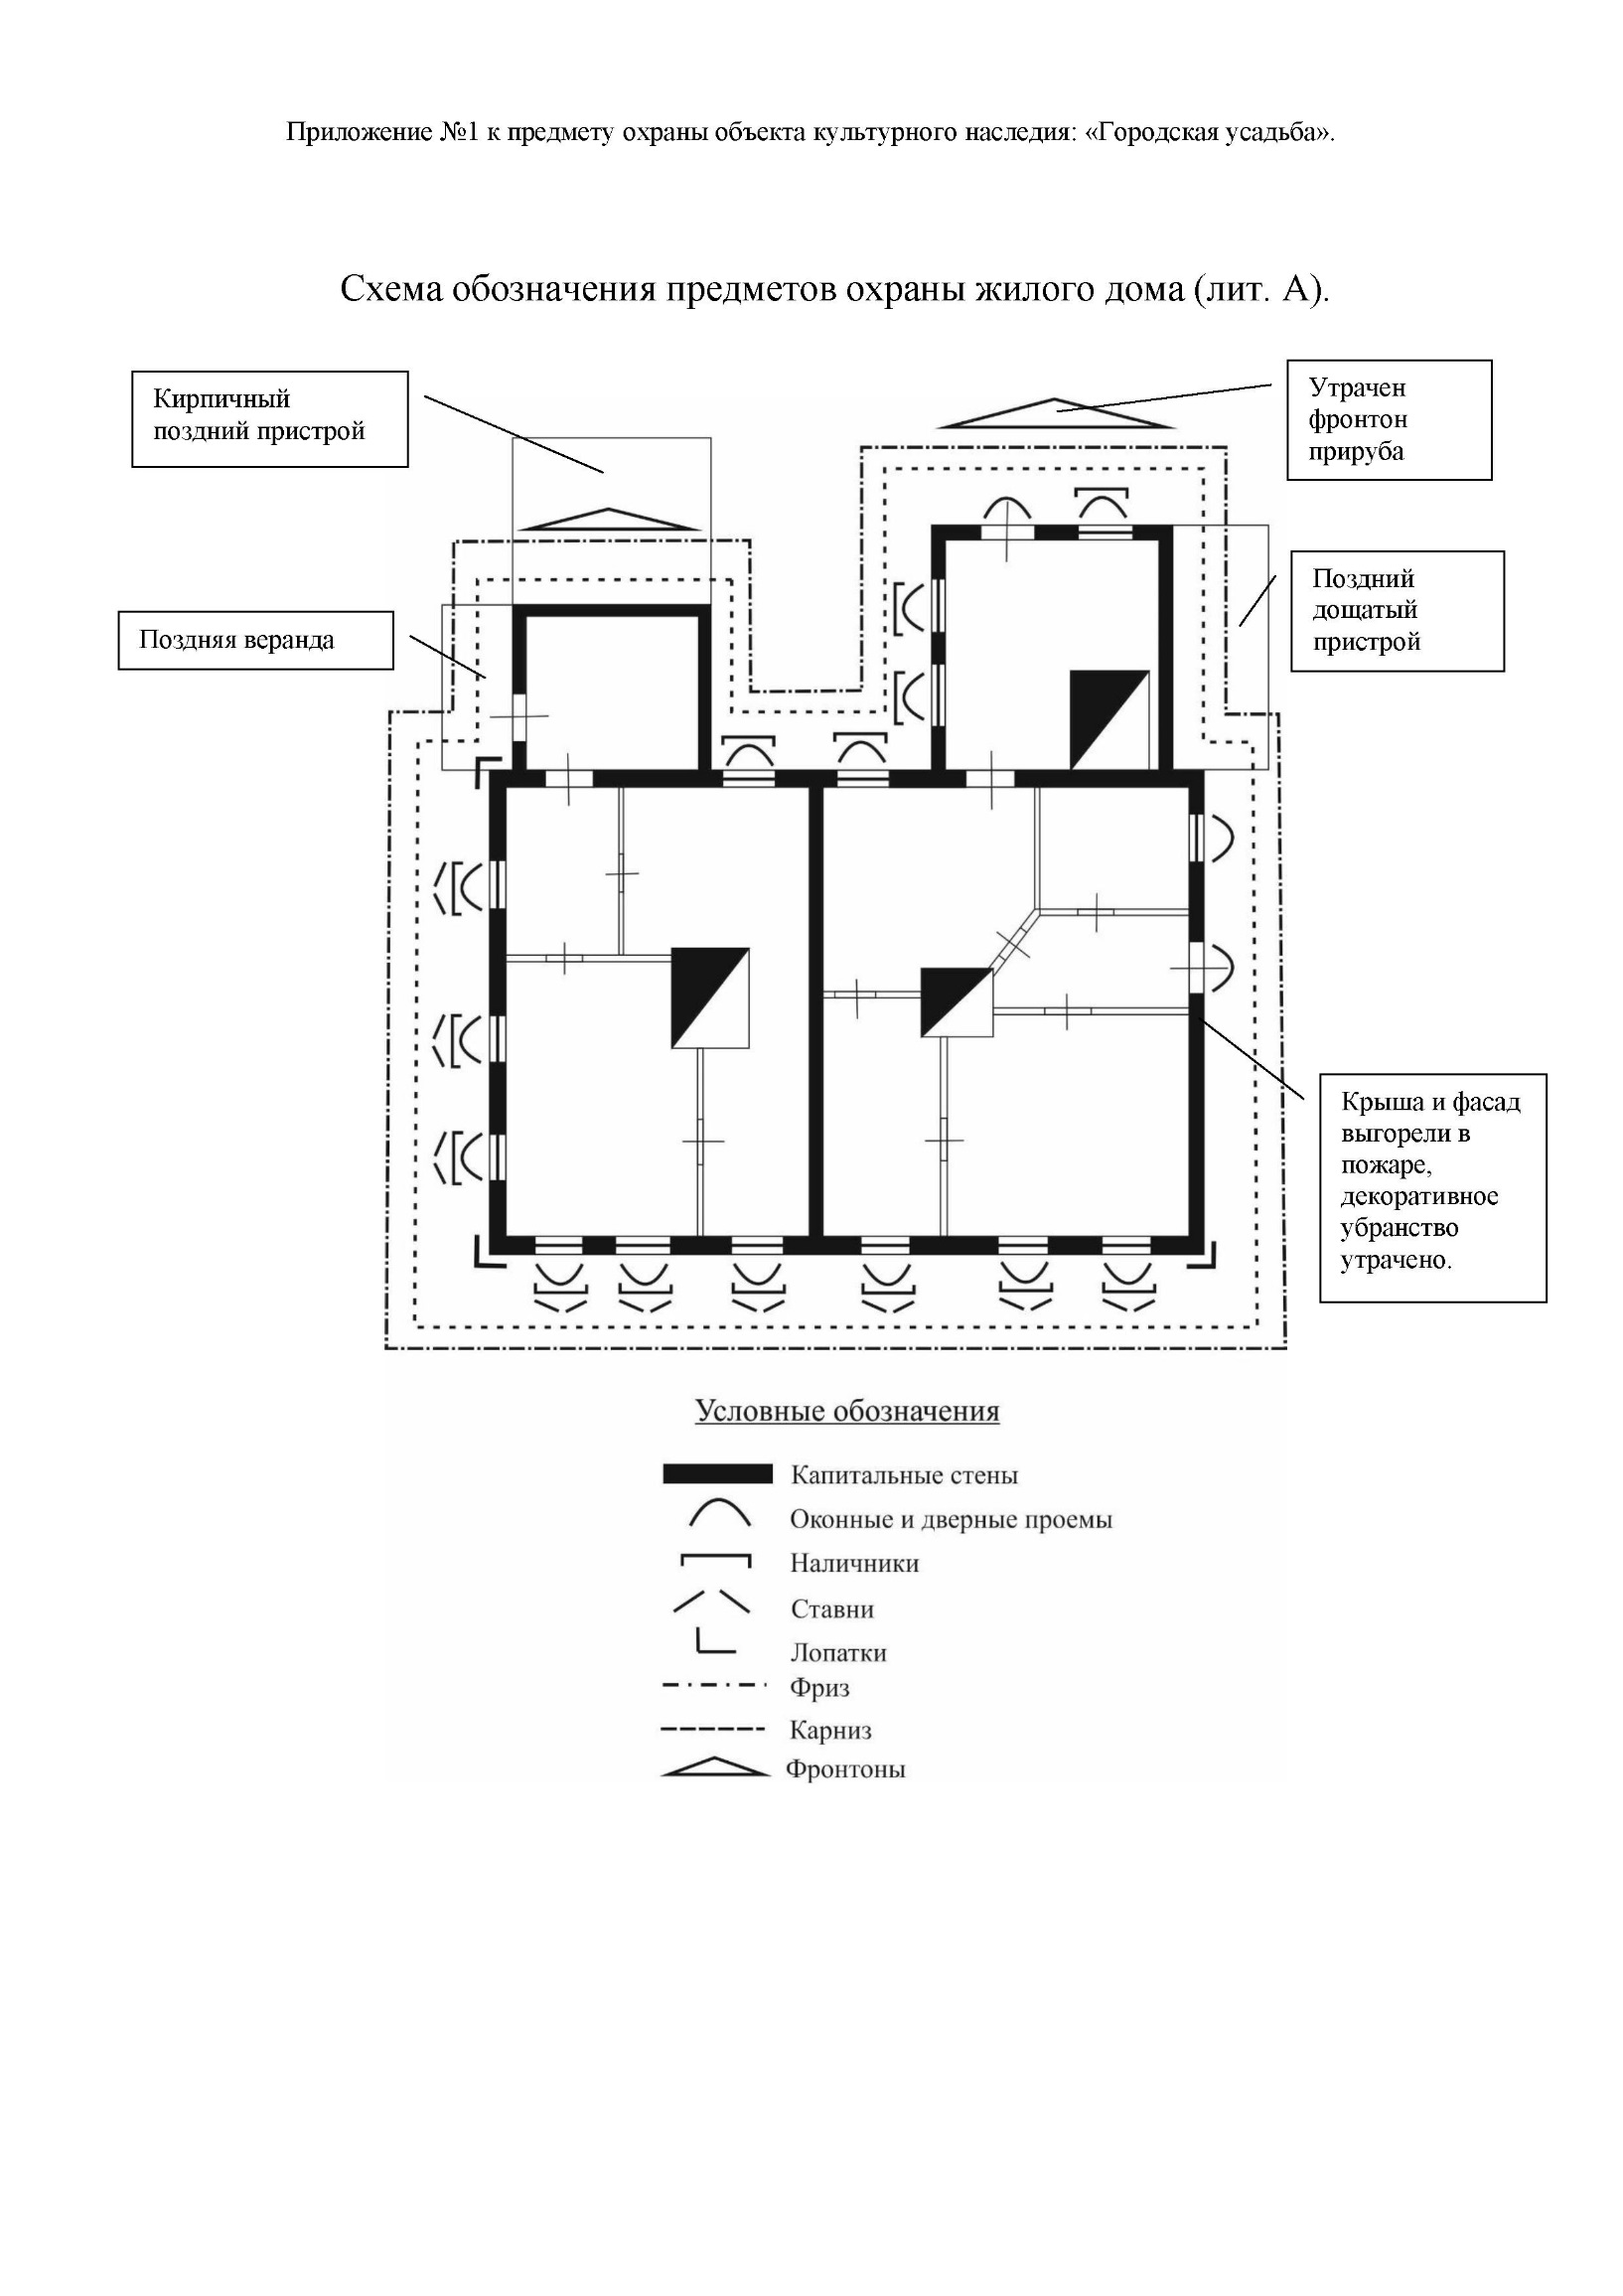 Приложение №1 к предмету охраны объекта культурного наследия: «Городская усадьба».
Схема обозначения предметов охраны жилого дома (лит. А).
Кирпичный
поздний пристрой
Утрачен
фронтон
прируба
Поздняя веранда
Поздний
дощатый
пристрой
Крыша и фасад
выгорели в
пожаре,
декоративное
убранство
утрачено.
Условные обозначения
Капитальные стены
Оконные и дверные проемы
Наличники
Ставни
Лопатки
Фриз
Карниз
Фронтоны